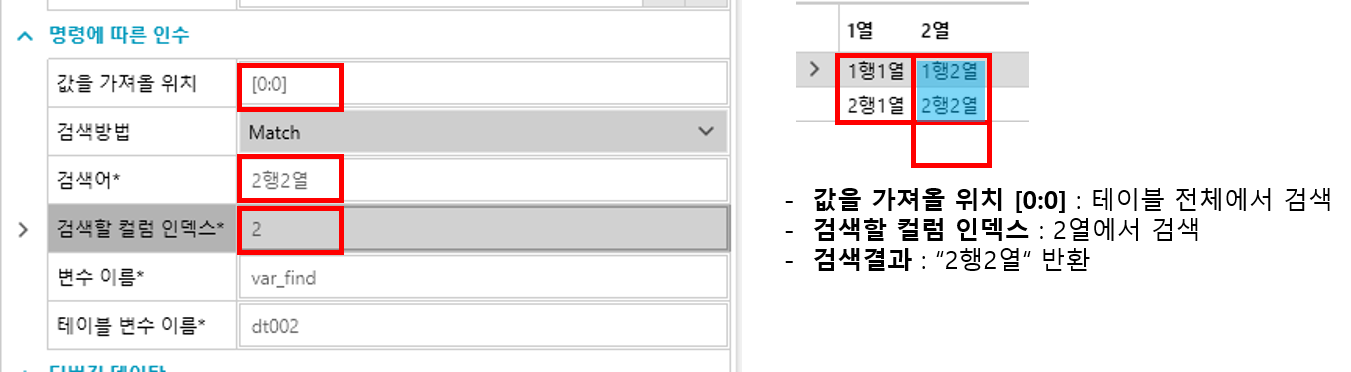 명령에 따른 인수
값을 가져올 위치 [0:0]
검색방법 Match
검색어* 2행2열
검색할 컬럼 인덱스* 2
변수 이름* var_find
테이블 변수 이름* dt002
1열 2열
1행1열 1행2열
2행1열 2행2열
- 값을 가져올 위치 [0:0] : 테이블 전체에서 검색
- 검색할 컬럼 인덱스 : 2열에서 검색
- 검색결과 : “2행2열“ 반환